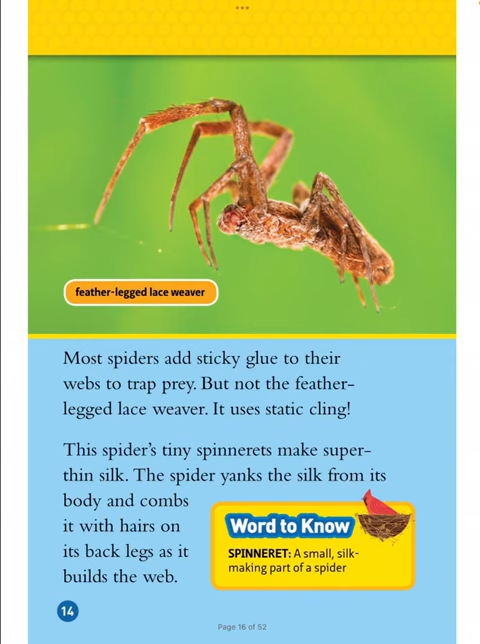 feather-legged lace weaver
Most spiders add sticky glue to their
webs to trap prey. But not the feather-
legged lace weaver. It uses static cling!
This spider’s tiny spinnerets make super-
thin silk. The spider yanks the silk from its
body and combs
it with hairs on
its back legs as it
builds the web.
Word to Know
SPINNERET: A small, silk-
making part of a spider
14
Page 16 of 52